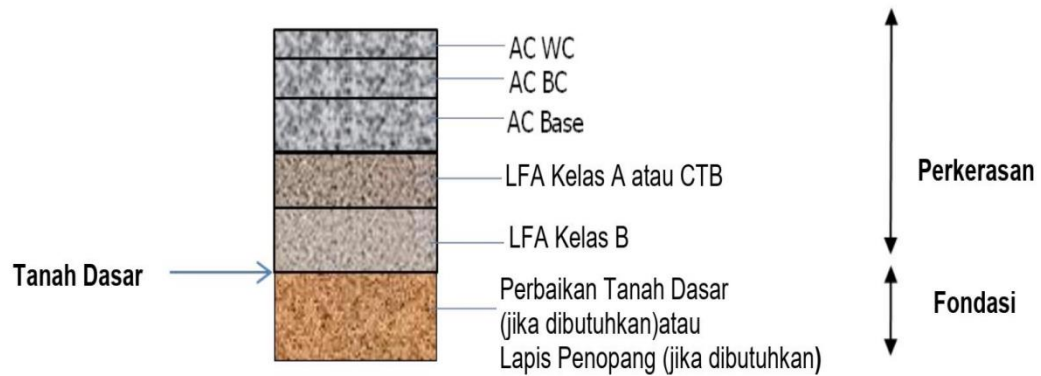 AC WC
AC BC
AC Base
LFA Kelas A atau CTB
Perkerasan
LFA Kelas B
Tanah Dasar
Perbaikan Tanah Dasar
(jika dibutuhkan)atau
Lapis Penopang (jika dibutuhkan)
Fondasi